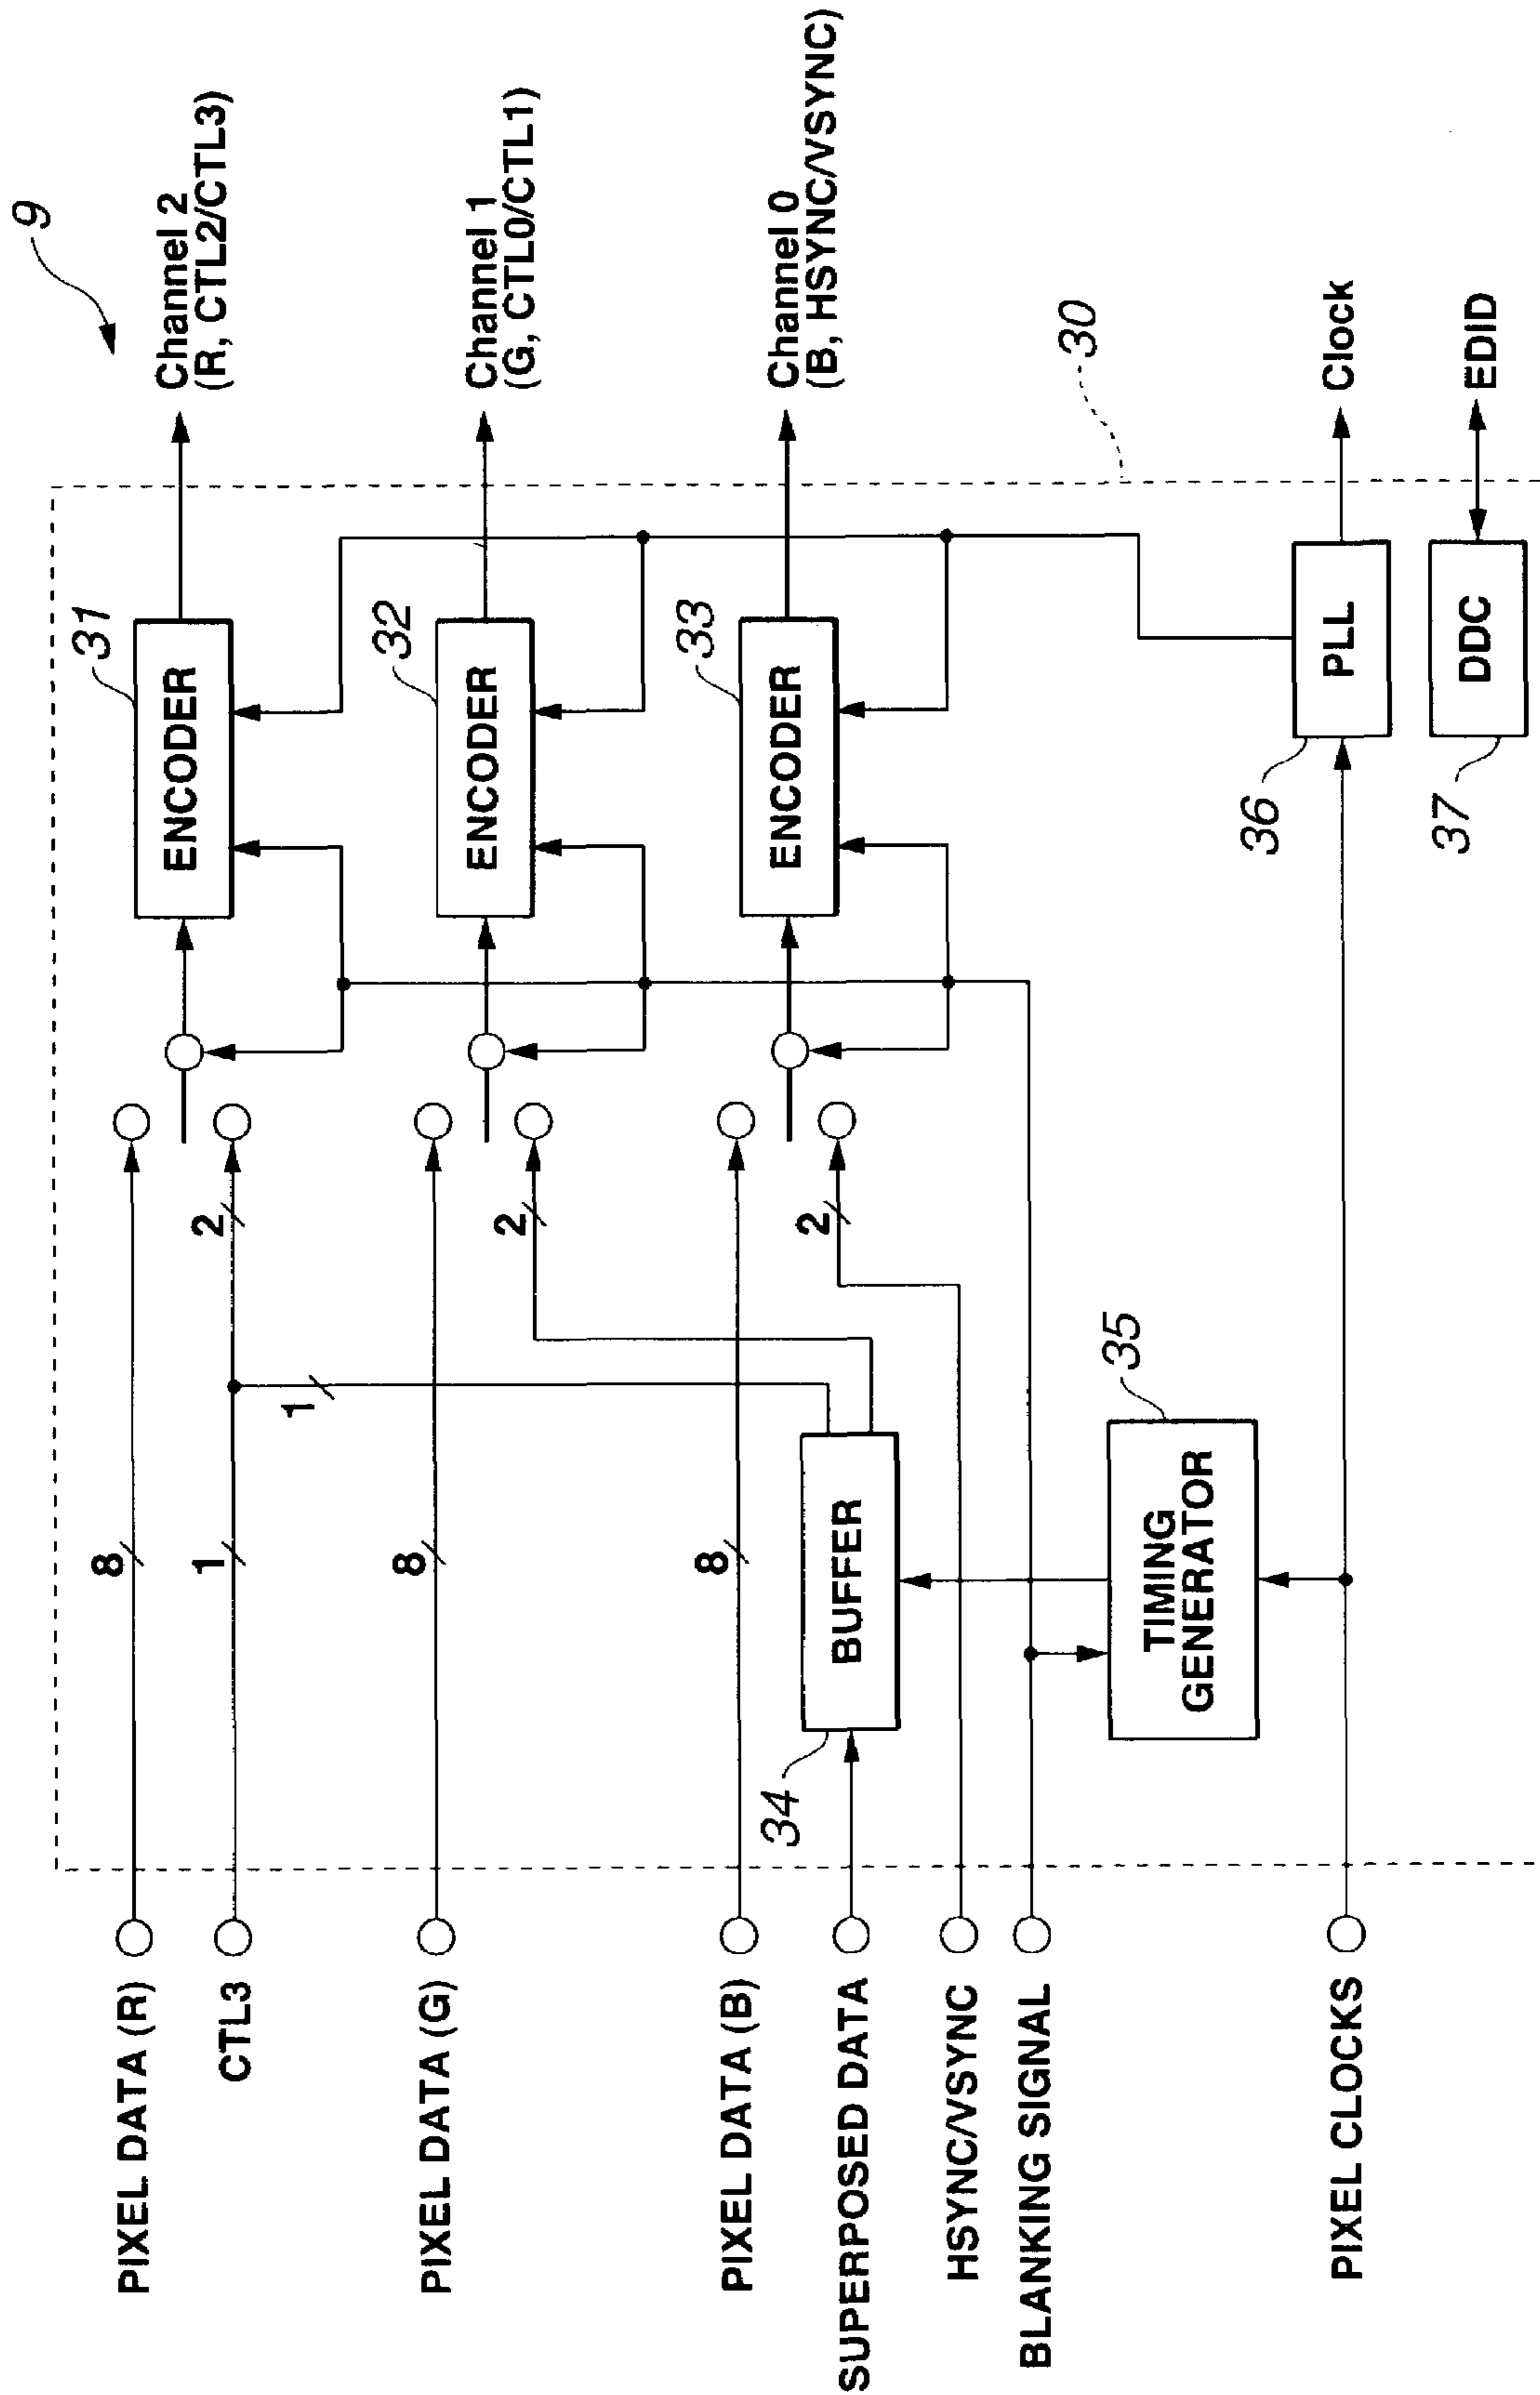 9
Channel 2
(R, CTL2/CTL3)
Channel 1
(G, CTL0/CTL1)
Channel 0
(B, HSYNC/VSYNC)
30
Clock
EDID
31
ENCODER
32
ENCODER
33
ENCODER
PLL
36
DDC
37
2
2
2
1
8
1
8
8
34
BUFFER
35
TIMING
GENERATOR
PIXEL DATA (R)
CTL3
PIXEL DATA (G)
PIXEL DATA (B)
SUPERPOSED DATA
HSYNC/VSYNC
BLANKING SIGNAL
PIXEL CLOCKS